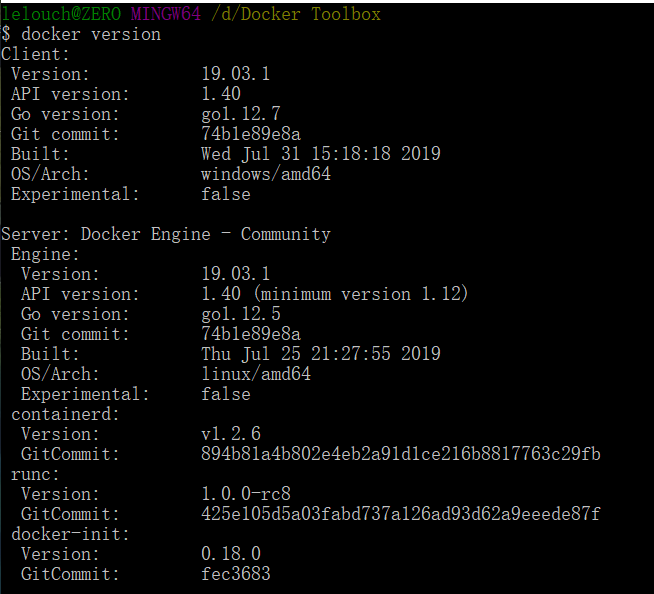 lelouch@ZERO MINGW64 /d/Docker Toolbox
$ docker version
Client:
 Version:           19.03.1
 API version:       1.40
 Go version:        go1.12.7
 Git commit:        74b1e89e8a
 Built:             Wed Jul 31 15:18:18 2019
 OS/Arch:           windows/amd64
 Experimental:      false

Server: Docker Engine - Community
 Engine:
  Version:          19.03.1
  API version:      1.40 (minimum version 1.12)
  Go version:       go1.12.5
  Git commit:       74b1e89e8a
  Built:            Thu Jul 25 21:27:55 2019
  OS/Arch:          linux/amd64
  Experimental:     false
 containerd:
  Version:          v1.2.6
  GitCommit:        894b81a4b802e4eb2a91d1ce216b8817763c29fb
 runc:
  Version:          1.0.0-rc8
  GitCommit:        425e105d5a03fabd737a126ad93d62a9eeede87f
 docker-init:
  Version:          0.18.0
  GitCommit:        fec3683